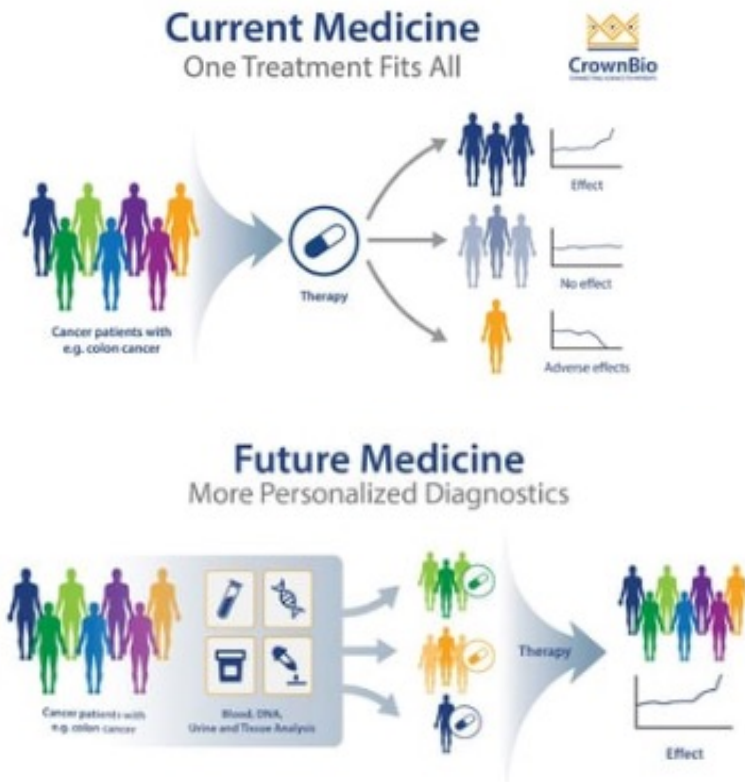 Current Medicine
One Treatment Fits All
CrownBio
Effect
No effect
Adverse effects
Therapy
Cancer patients with
e.g. colon cancer
Future Medicine
More Personalized Diagnostics
Cancer patients with
e.g. colon cancer
Blood, DNA,
Urine and Tissue Analysis
Therapy
Effect